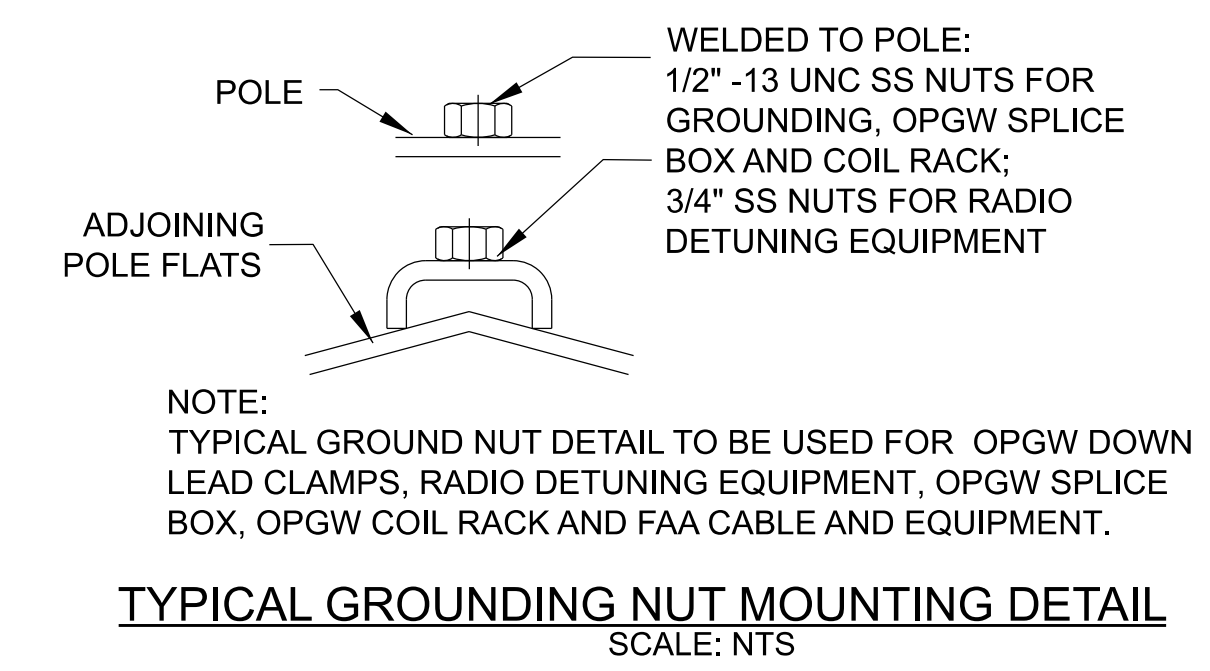 POLE
WELDED TO POLE:
1/2" -13 UNC SS NUTS FOR
GROUNDING, OPGW SPLICE
BOX AND COIL RACK;
3/4" SS NUTS FOR RADIO
DETUNING EQUIPMENT
ADJOINING
POLE FLATS
NOTE:
TYPICAL GROUND NUT DETAIL TO BE USED FOR OPGW DOWN
LEAD CLAMPS, RADIO DETUNING EQUIPMENT, OPGW SPLICE
BOX, OPGW COIL RACK AND FAA CABLE AND EQUIPMENT.
TYPICAL GROUNDING NUT MOUNTING DETAIL
SCALE: NTS